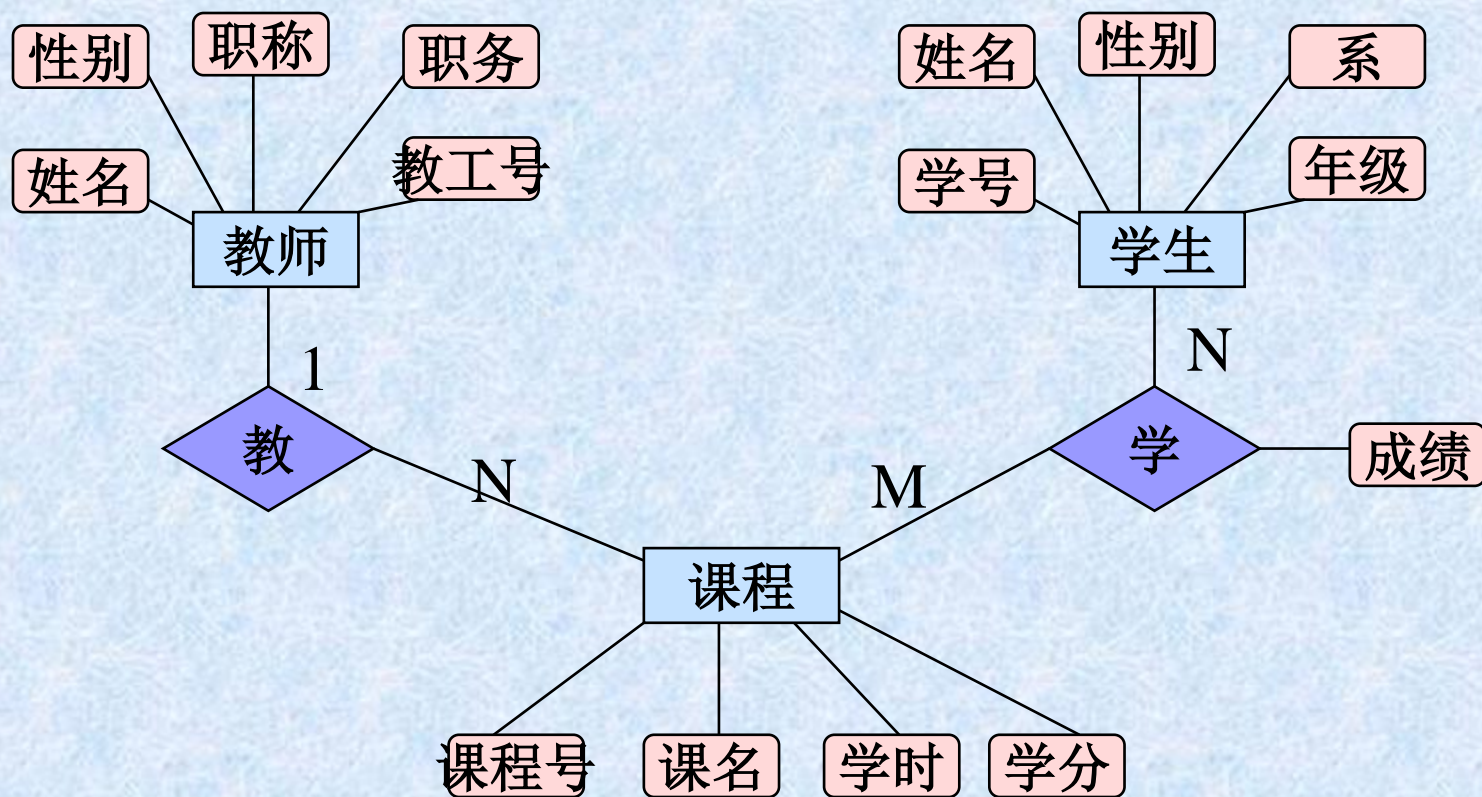 性别
职称
职务
姓名
性别
系
姓名
教工号
学号
年级
教师
学生
1
N
教
学
成绩
N
M
课程
课程号
课名
学时
学分